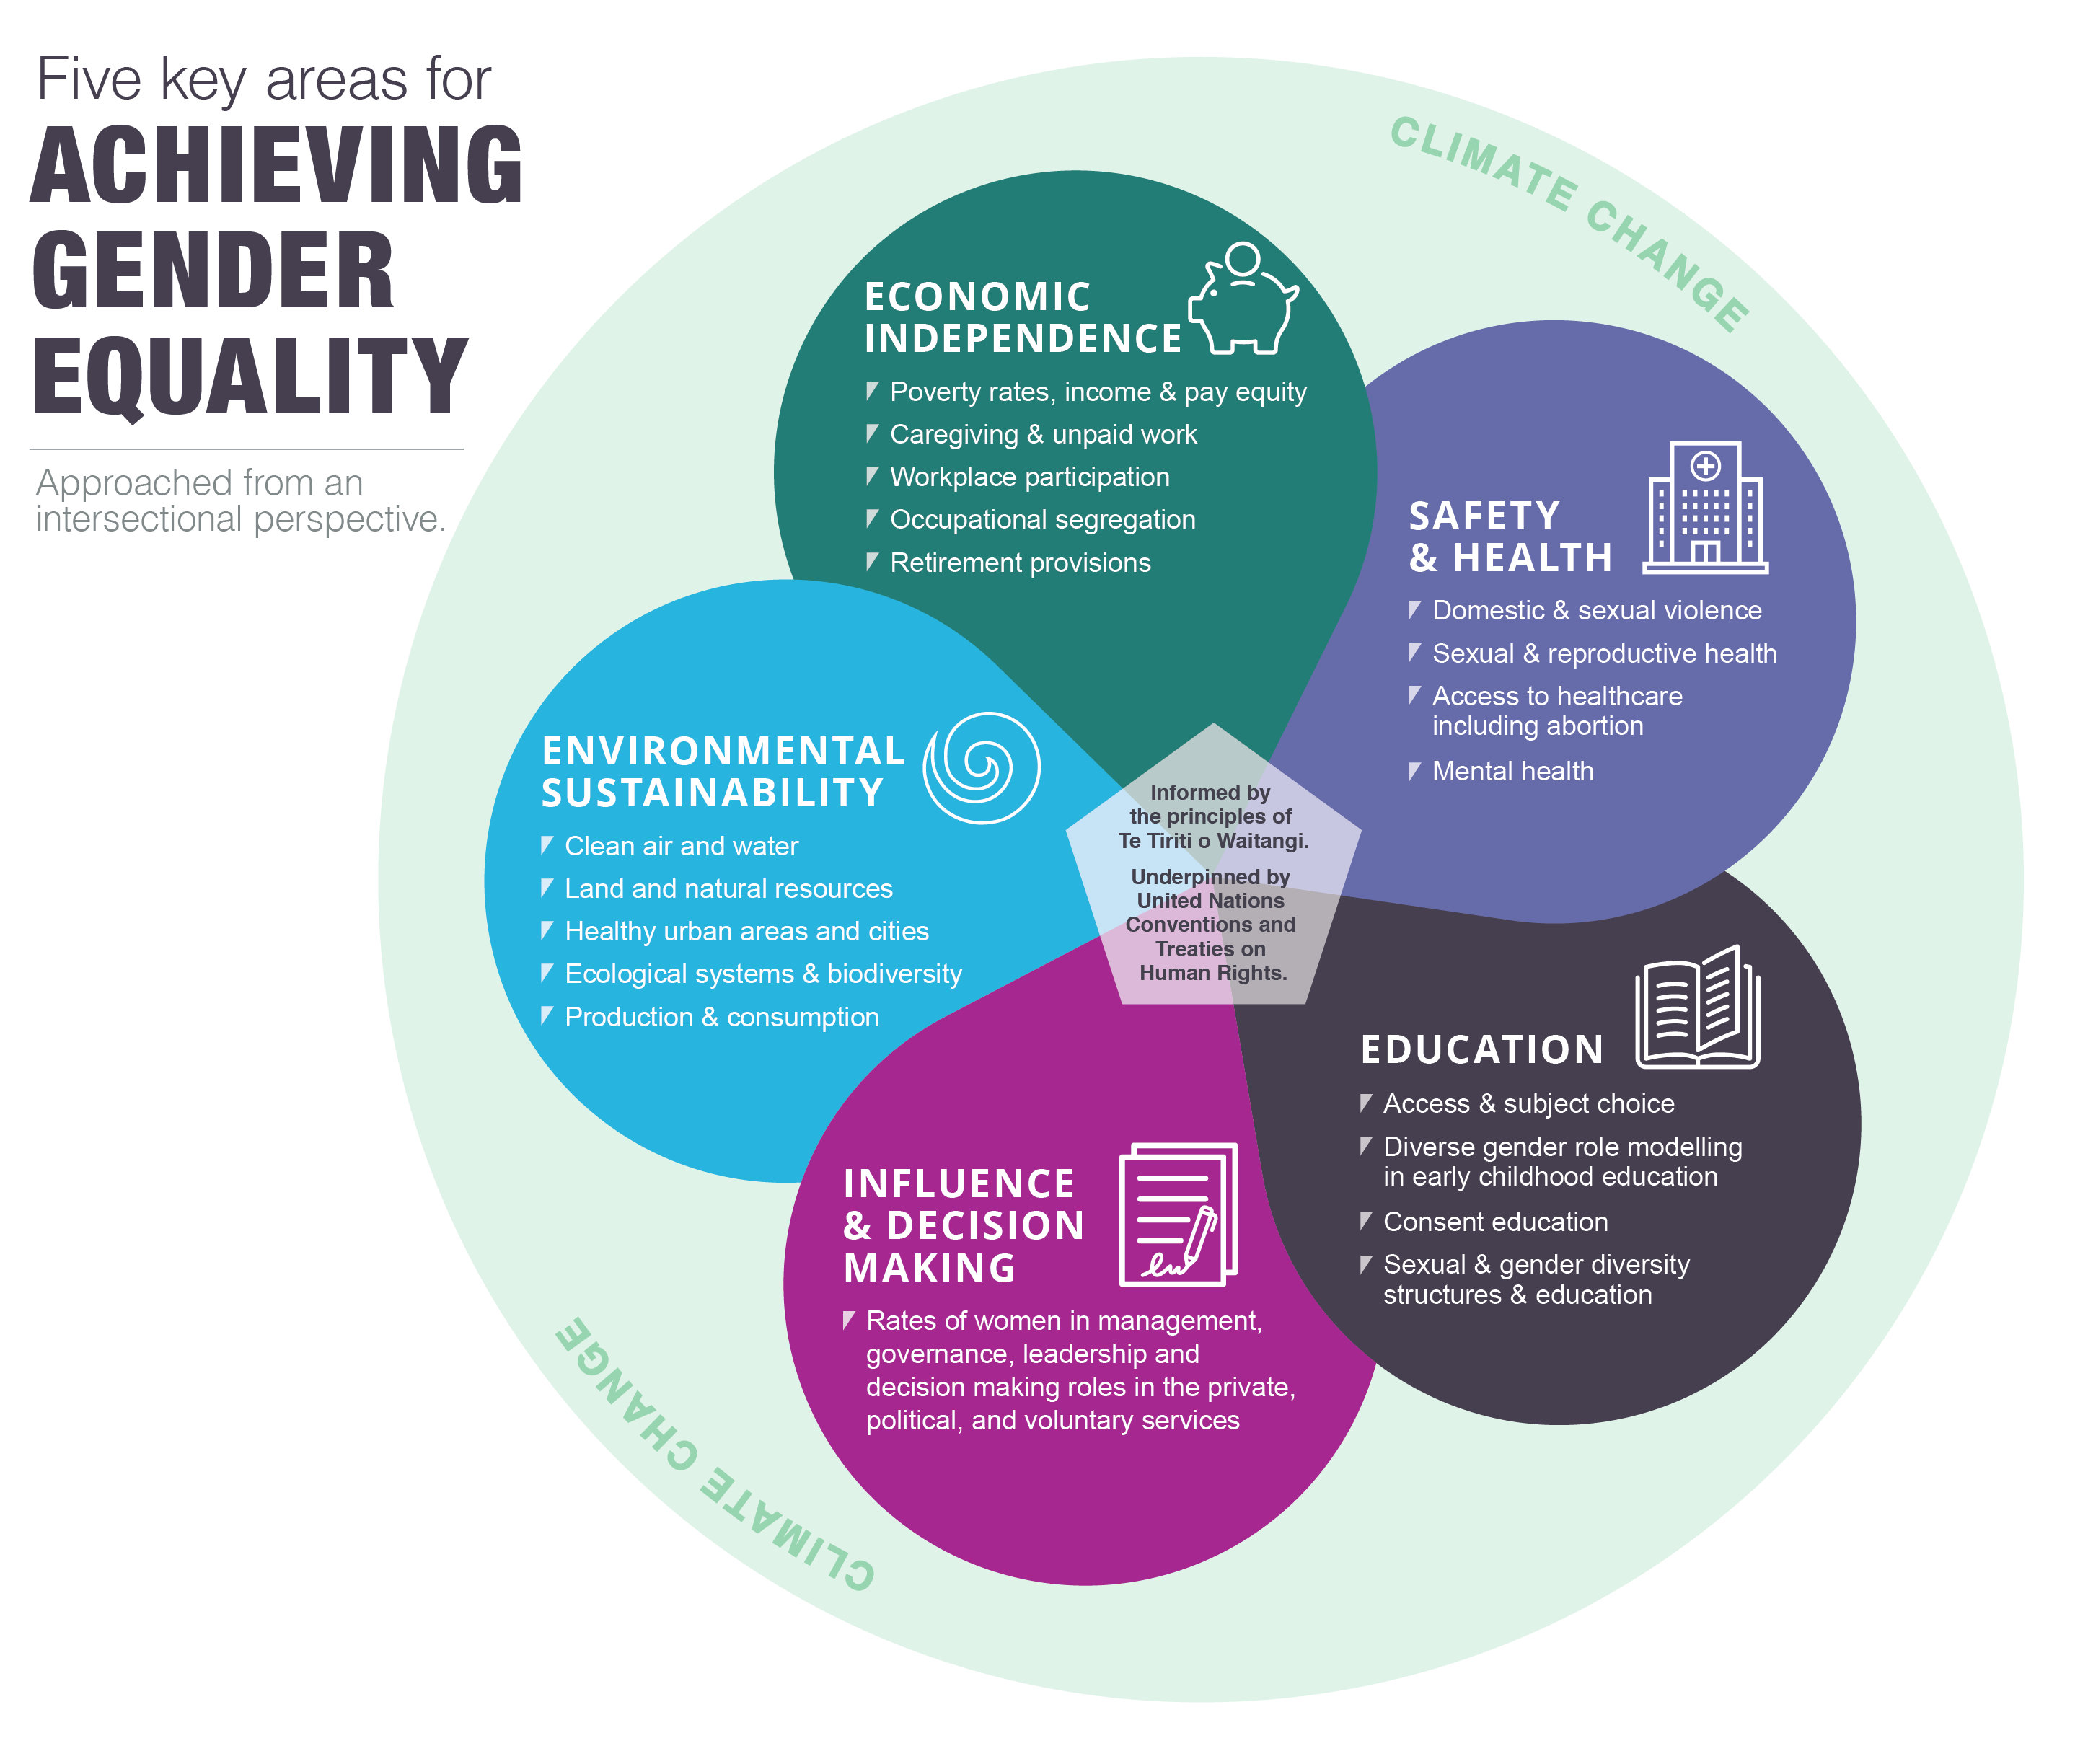 Five key areas for
ACHIEVING
GENDER
EQUALITY
Approached from an
intersectional perspective.
CLIMATE CHANGE
ECONOMIC
INDEPENDENCE
Poverty rates, income & pay equity
Caregiving & unpaid work
Workplace participation
Occupational segregation
Retirement provisions
SAFETY
& HEALTH
Domestic & sexual violence
Sexual & reproductive health
Access to healthcare
including abortion
Mental health
ENVIRONMENTAL
SUSTAINABILITY
Clean air and water
Land and natural resources
Healthy urban areas and cities
Ecological systems & biodiversity
Production & consumption
Informed by
the principles of
Te Tiriti o Waitangi.
Underpinned by
United Nations
Conventions and
Treaties on
Human Rights.
EDUCATION
Access & subject choice
Diverse gender role modelling
in early childhood education
Consent education
Sexual & gender diversity
structures & education
INFLUENCE
& DECISION
MAKING
Rates of women in management,
governance, leadership and
decision making roles in the private,
political, and voluntary services
CLIMATE CHANGE